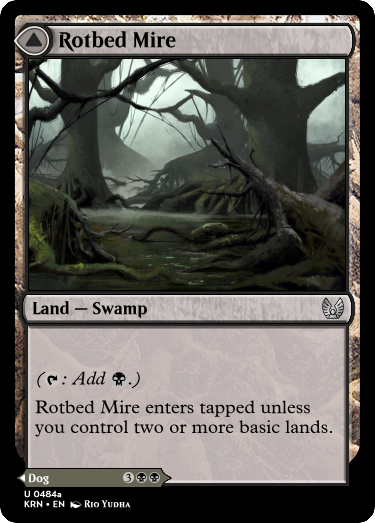 Rotbed Mire
Land — Swamp
(T: Add B.)
Rotbed Mire enters tapped unless
you control two or more basic lands.
Dog 3BB
U 0484a
KRN • EN Rio Yudha